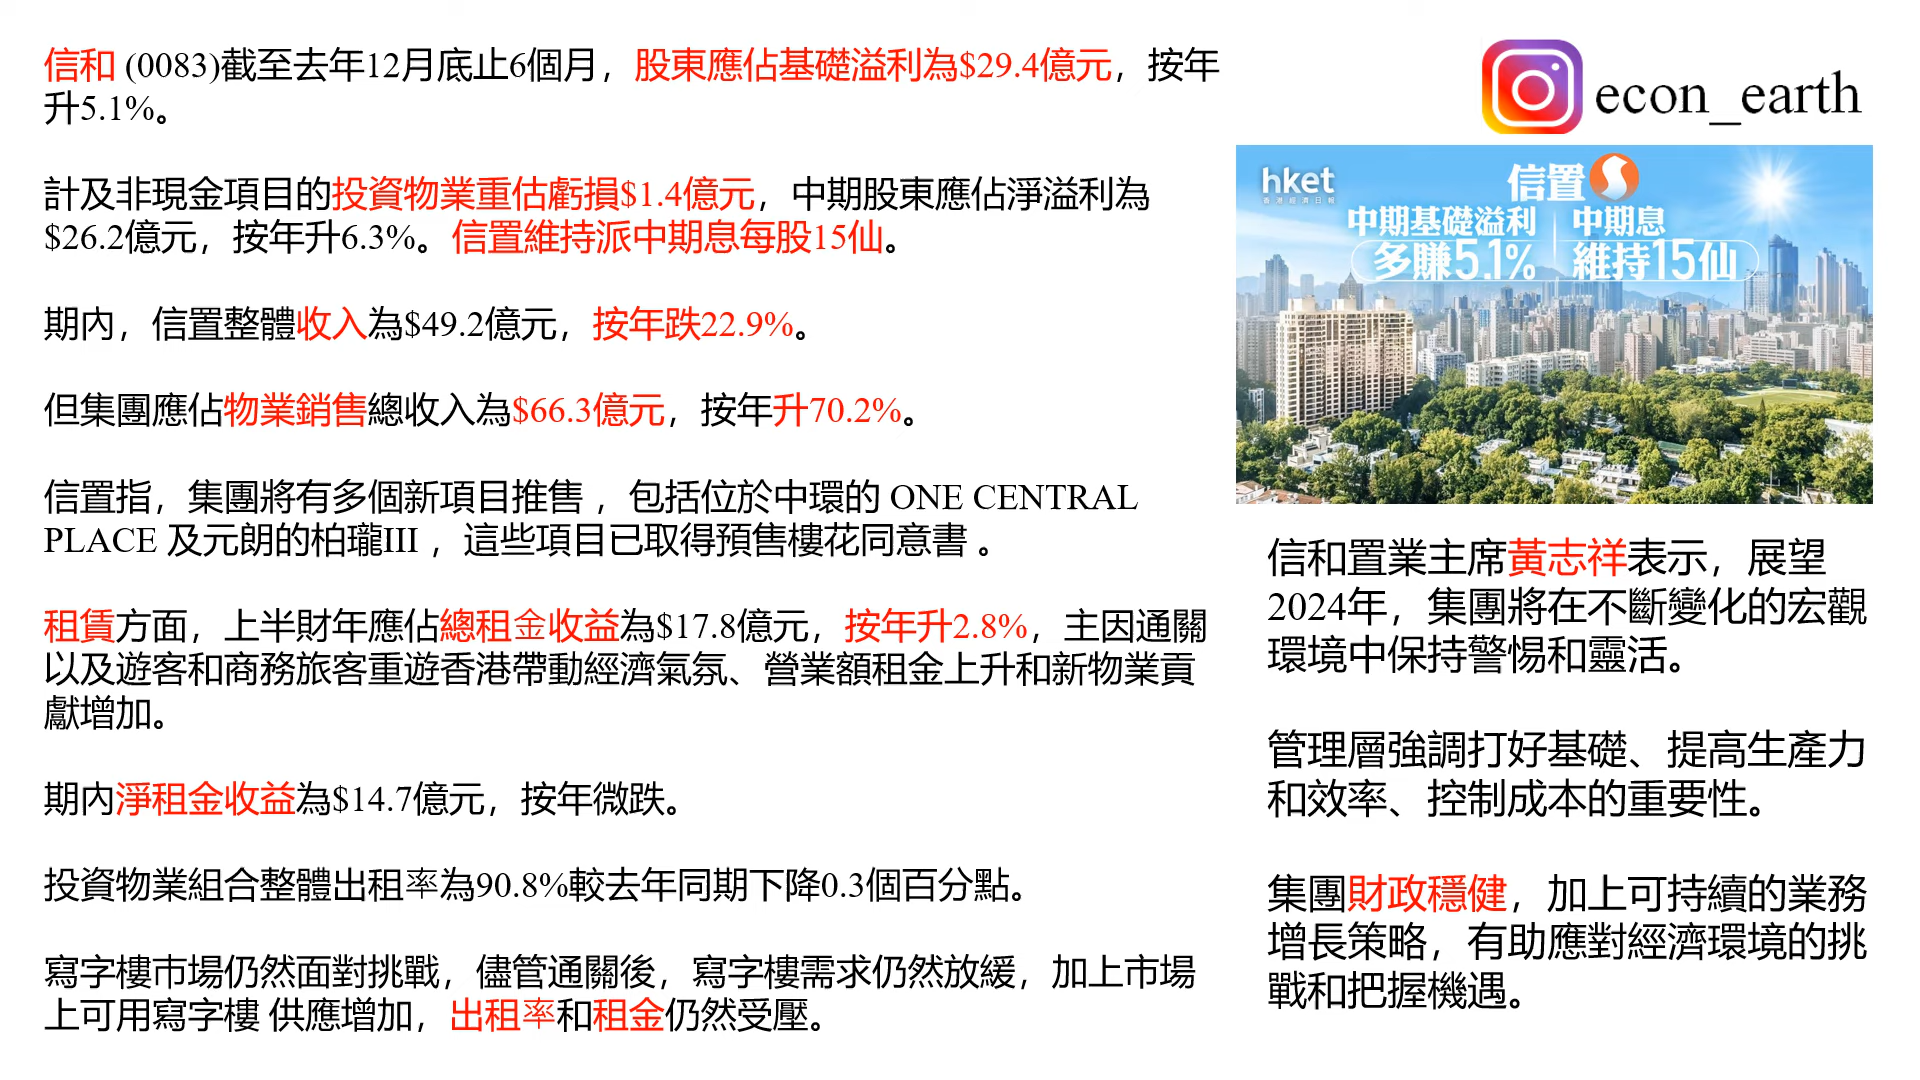 信和 (0083)截至去年12月底止6個月，股東應佔基礎溢利為$29.4億元，按年
升5.1%。
計及非現金項目的投資物業重估虧損$1.4億元，中期股東應佔淨溢利為
$26.2億元，按年升6.3%。信置維持派中期息每股15仙。
期內，信置整體收入為$49.2億元，按年跌22.9%。
但集團應佔物業銷售總收入為$66.3億元，按年升70.2%。
信置指，集團將有多個新項目推售 ，包括位於中環的 ONE CENTRAL
PLACE 及元朗的柏瓏III ，這些項目已取得預售樓花同意書 。
租賃方面，上半財年應佔總租金收益為$17.8億元，按年升2.8%，主因通關
以及遊客和商務旅客重遊香港帶動經濟氣氛、營業額租金上升和新物業貢
獻增加。
期內淨租金收益為$14.7億元，按年微跌。
投資物業組合整體出租率為90.8%較去年同期下降0.3個百分點。
寫字樓市場仍然面對挑戰，儘管通關後，寫字樓需求仍然放緩，加上市場
上可用寫字樓 供應增加，出租率和租金仍然受壓。
econ_earth
hket
香港經濟日報
信置
中期基礎溢利
多賺5.1%
中期息
維持15仙
信和置業主席黃志祥表示，展望
2024年，集團將在不斷變化的宏觀
環境中保持警惕和靈活。
管理層強調打好基礎、提高生產力
和效率、控制成本的重要性。
集團財政穩健，加上可持續的業務
增長策略，有助應對經濟環境的挑
戰和把握機遇。